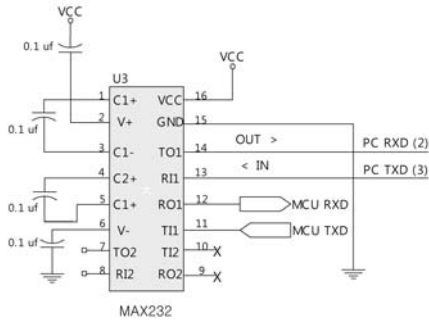 VCC
0.1 uf
VCC
U3
1 C1+ VCC 16
2 V+ GND 15
0.1 uf
OUT >
3 C1- TO1 14 PC RXD (2)
< IN
4 C2+ RI1 13 PC TXD (3)
0.1 uf
5 C1+ RO1 12 MCU RXD
6 V- TI1 11 MCU TXD
0.1 uf
7 TO2 TI2 10 X
8 RI2 RO2 9 X
MAX232